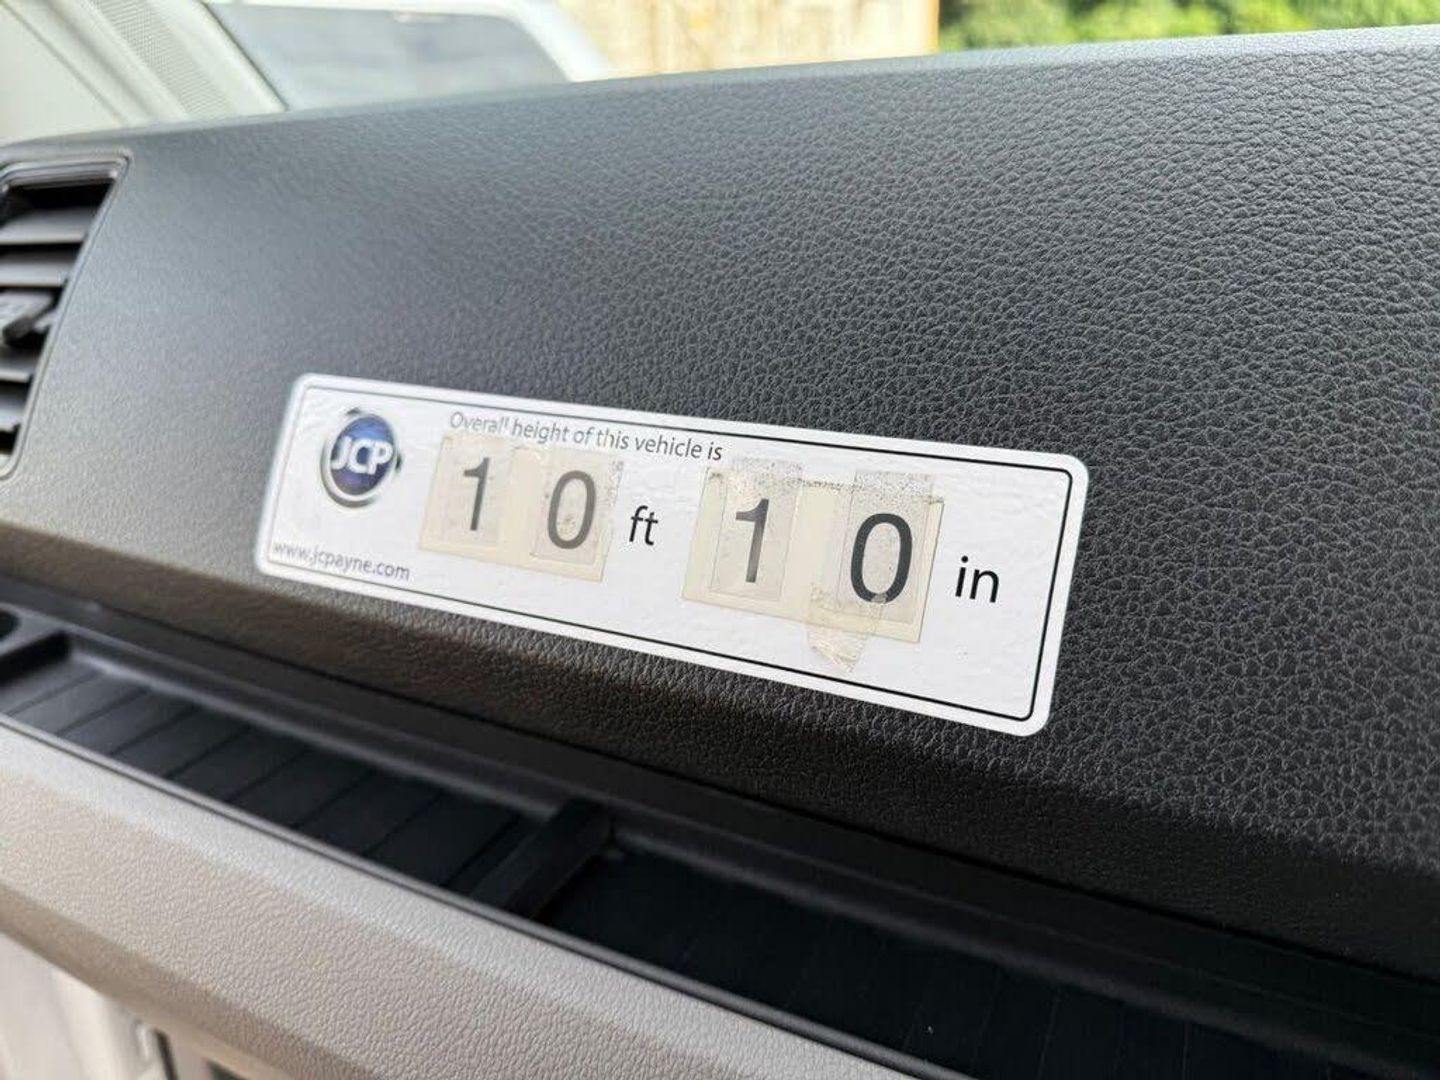 JCP
Overall height of this vehicle is
10 ft 10 in
www.jcpayne.com